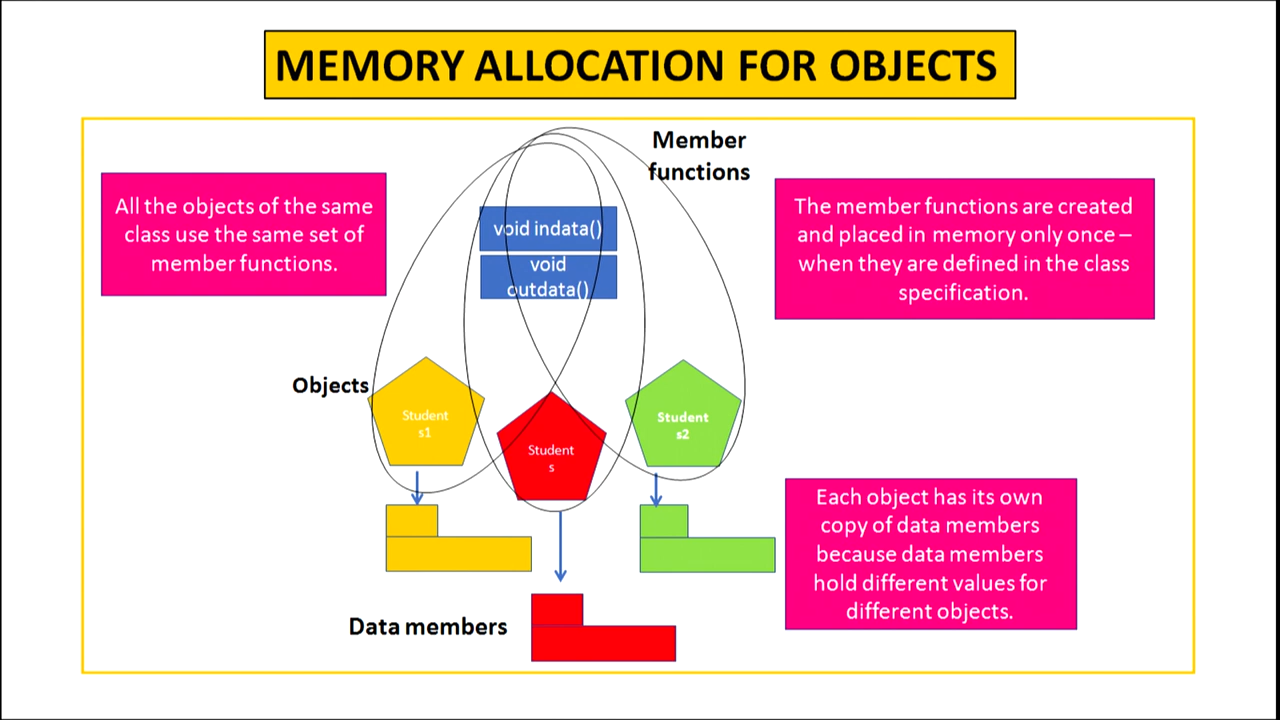 MEMORY ALLOCATION FOR OBJECTS
Member
functions
All the objects of the same
class use the same set of
member functions.
void indata()
void
outdata()
The member functions are created
and placed in memory only once –
when they are defined in the class
specification.
Objects
Student
s1
Student
s
Student
s2
Each object has its own
copy of data members
because data members
hold different values for
different objects.
Data members